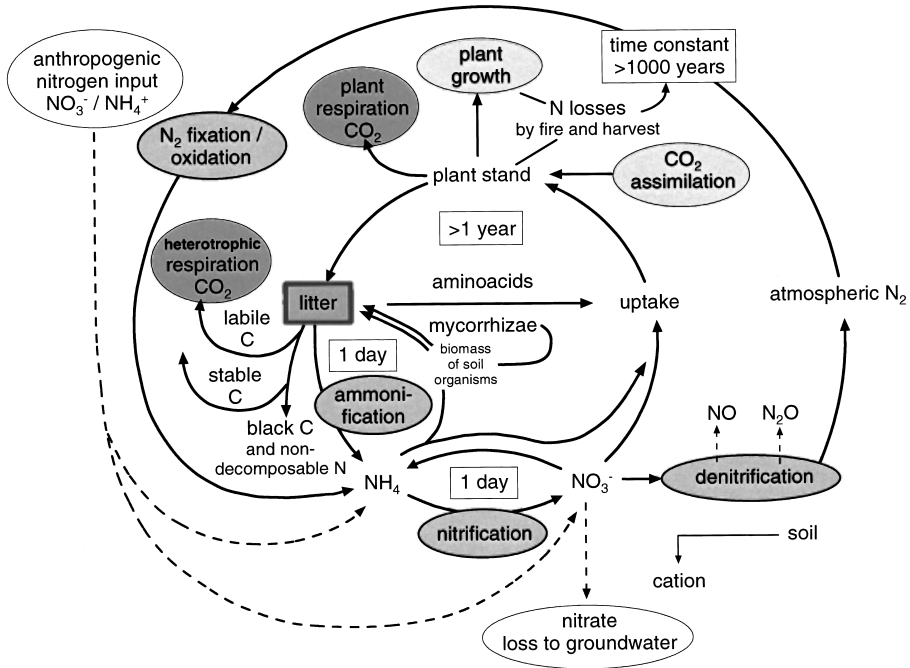 anthropogenic
nitrogen input
NO₃⁻ / NH₄⁺
plant
growth
time constant
>1000 years
plant
respiration
CO₂
N losses
by fire and harvest
N₂ fixation /
oxidation
plant stand
CO₂
assimilation
>1 year
heterotrophic
respiration
CO₂
litter
aminoacids
uptake
atmospheric N₂
labile
C
mycorrhizae
biomass
of soil
organisms
1 day
stable
C
ammoni-
fication
black C
and non-
decomposable N
NO
N₂O
NH₄
1 day
NO₃⁻
denitrification
nitrification
soil
cation
nitrate
loss to groundwater